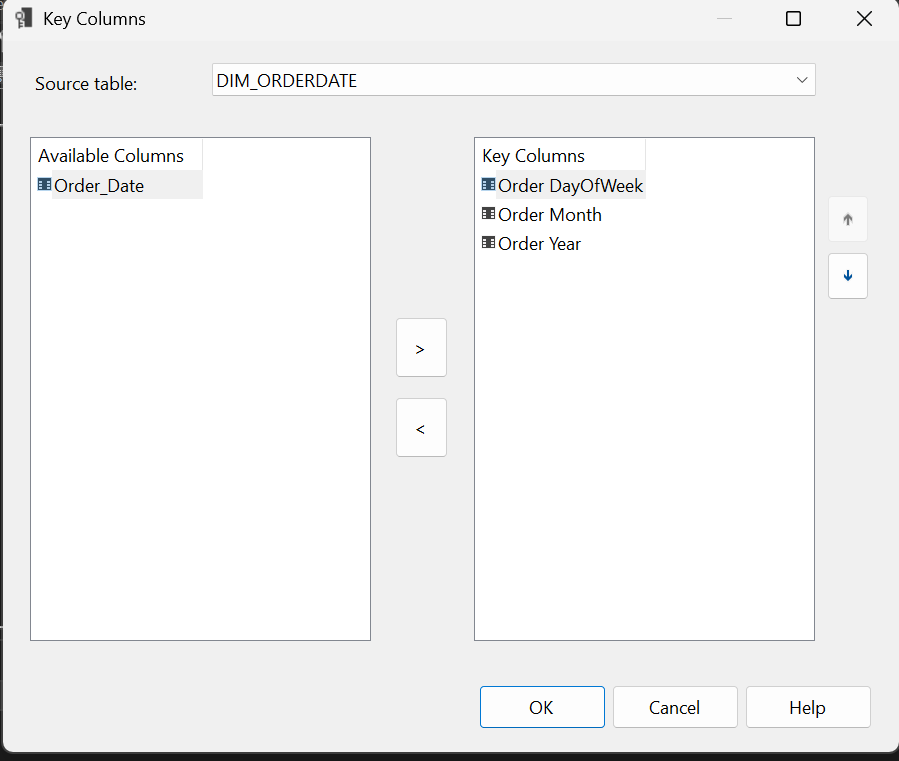 Key Columns
Source table:
DIM_ORDERDATE
Available Columns
Order_Date
>
<
Key Columns
Order DayOfWeek
Order Month
Order Year
OK
Cancel
Help